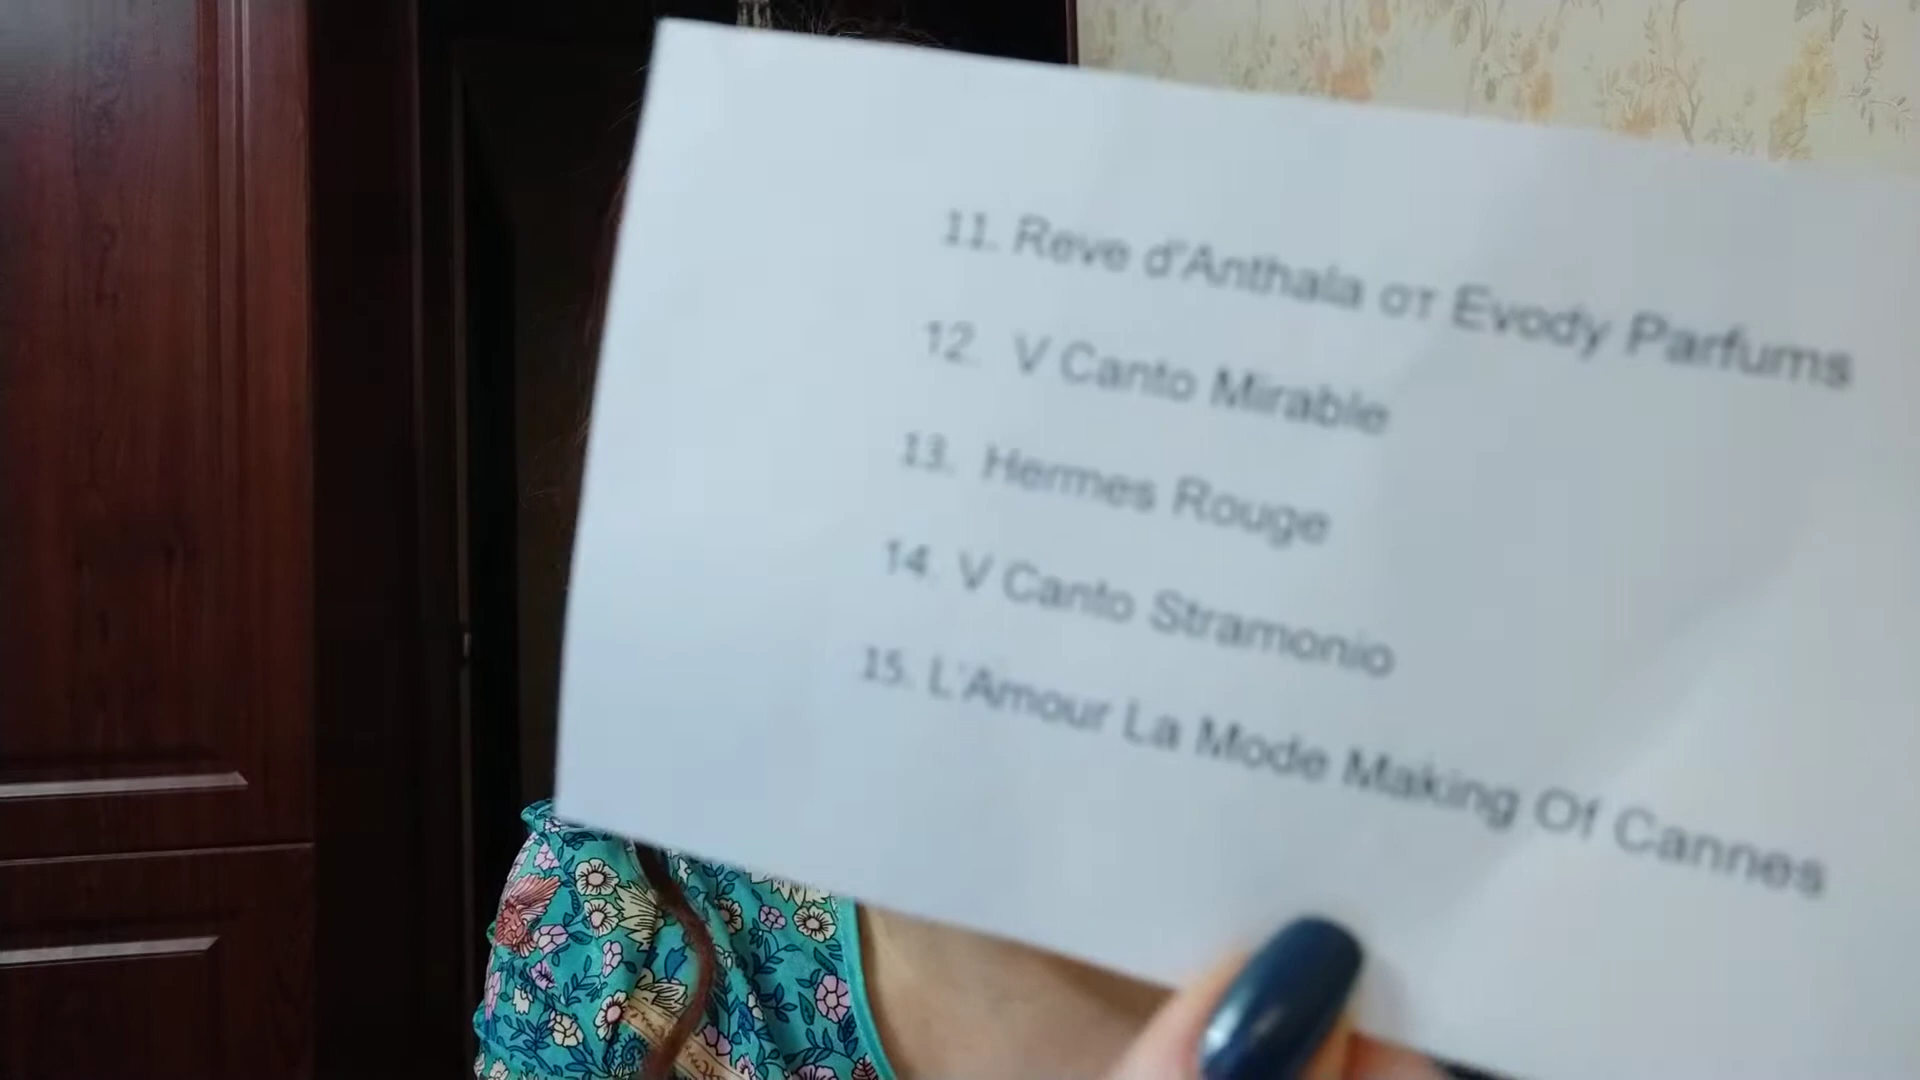 11. Reve d'Anthala от Evody Parfums
12. V Canto Mirable
13. Hermes Rouge
14. V Canto Stramonio
15. L'Amour La Mode Making Of Cannes